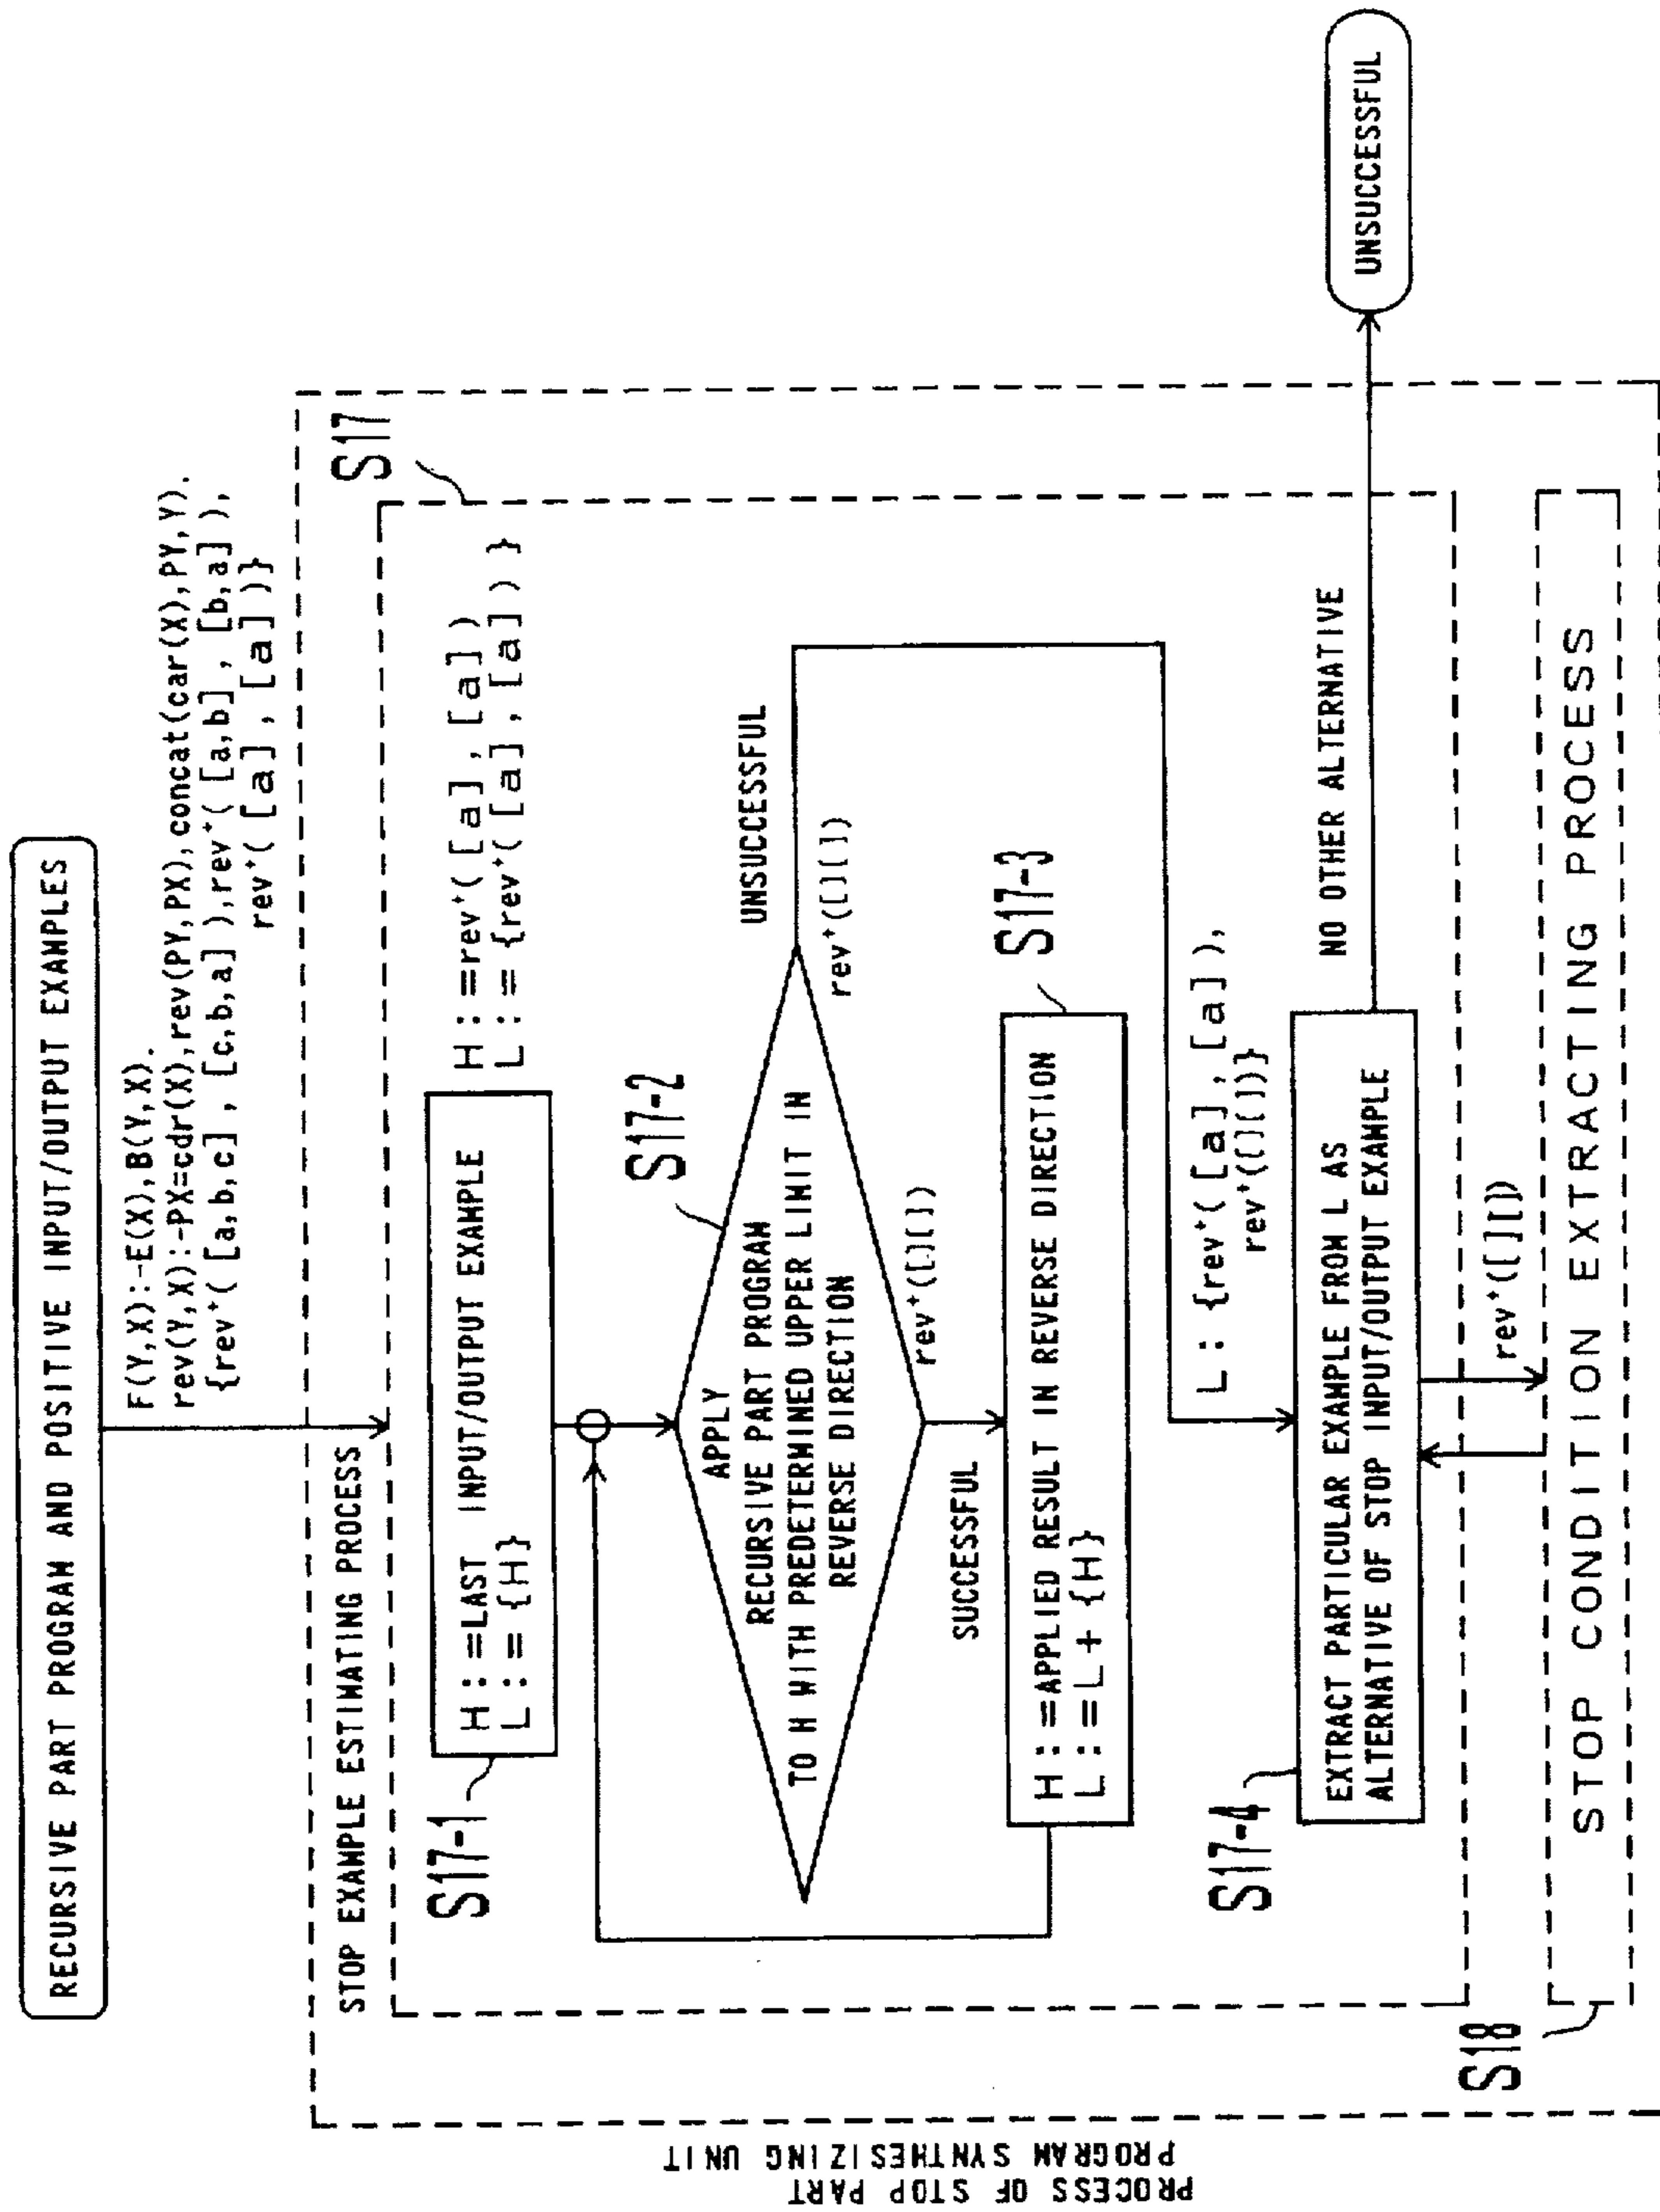 RECURSIVE PART PROGRAM AND POSITIVE INPUT/OUTPUT EXAMPLES
F(Y,X):-E(X),B(Y,X).
rev(Y,X):-PX=cdr(X),rev(PY,PX),concat(car(X),PY,Y).
{rev⁺([a,b,c],[c,b,a]),rev⁺([a,b],[b,a]),
rev⁺([a],[a])}
PROCESS OF STOP PART
PROGRAM SYNTHESIZING UNIT
STOP EXAMPLE ESTIMATING PROCESS
S17
S17-1
H:=LAST INPUT/OUTPUT EXAMPLE
L:={H}
H:=rev⁺([a],[a])
L:={rev⁺([a],[a])}
S17-2
APPLY
RECURSIVE PART PROGRAM
TO H WITH PREDETERMINED UPPER LIMIT IN
REVERSE DIRECTION
UNSUCCESSFUL
rev⁺([][])
rev⁺([][])
SUCCESSFUL
S17-3
H:=APPLIED RESULT IN REVERSE DIRECTION
L:=L+{H}
L:{rev⁺([a],[a]),
rev⁺([][])}
S17-4
EXTRACT PARTICULAR EXAMPLE FROM L AS
ALTERNATIVE OF STOP INPUT/OUTPUT EXAMPLE
NO OTHER ALTERNATIVE
UNSUCCESSFUL
rev⁺([][])
S18
STOP CONDITION EXTRACTING PROCESS